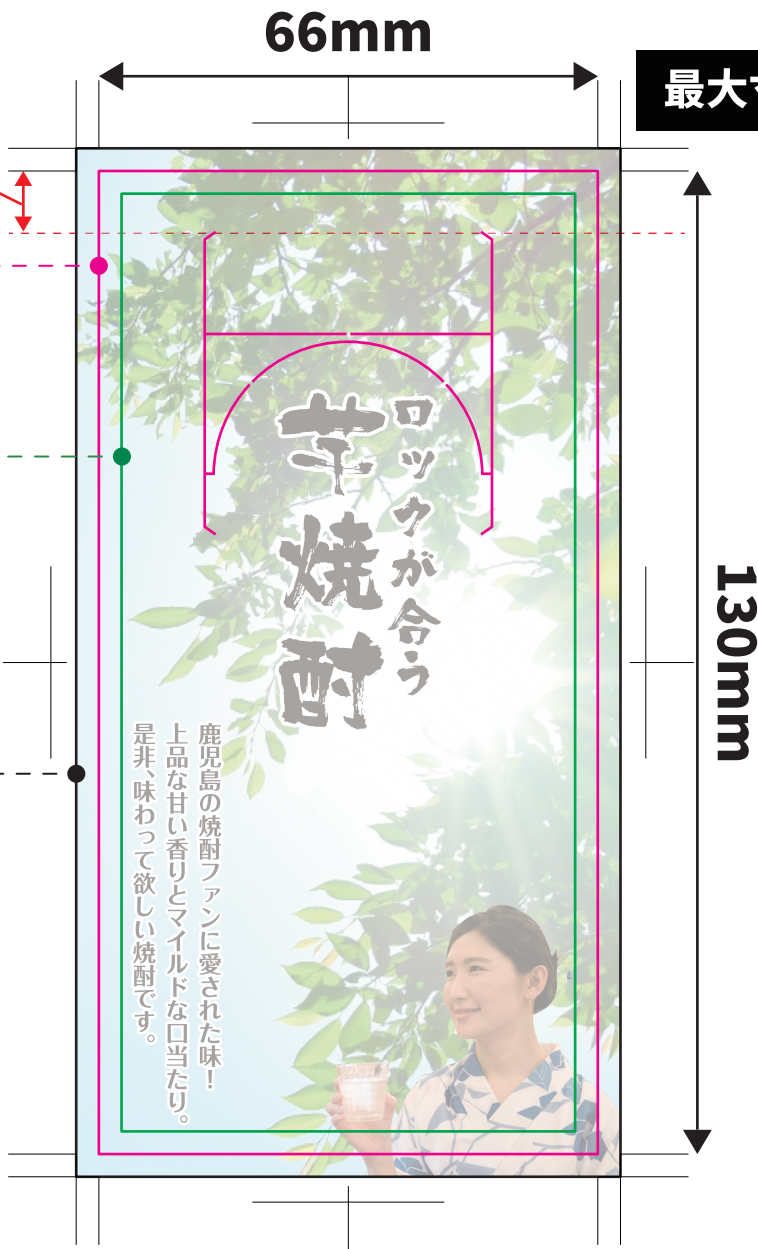 66mm
最大
130mm
ロックが合う
芋焼酎
鹿児島の焼酎ファンに愛された味！
上品な甘い香りとマイルドな口当たり。
是非、味わって欲しい焼酎です。